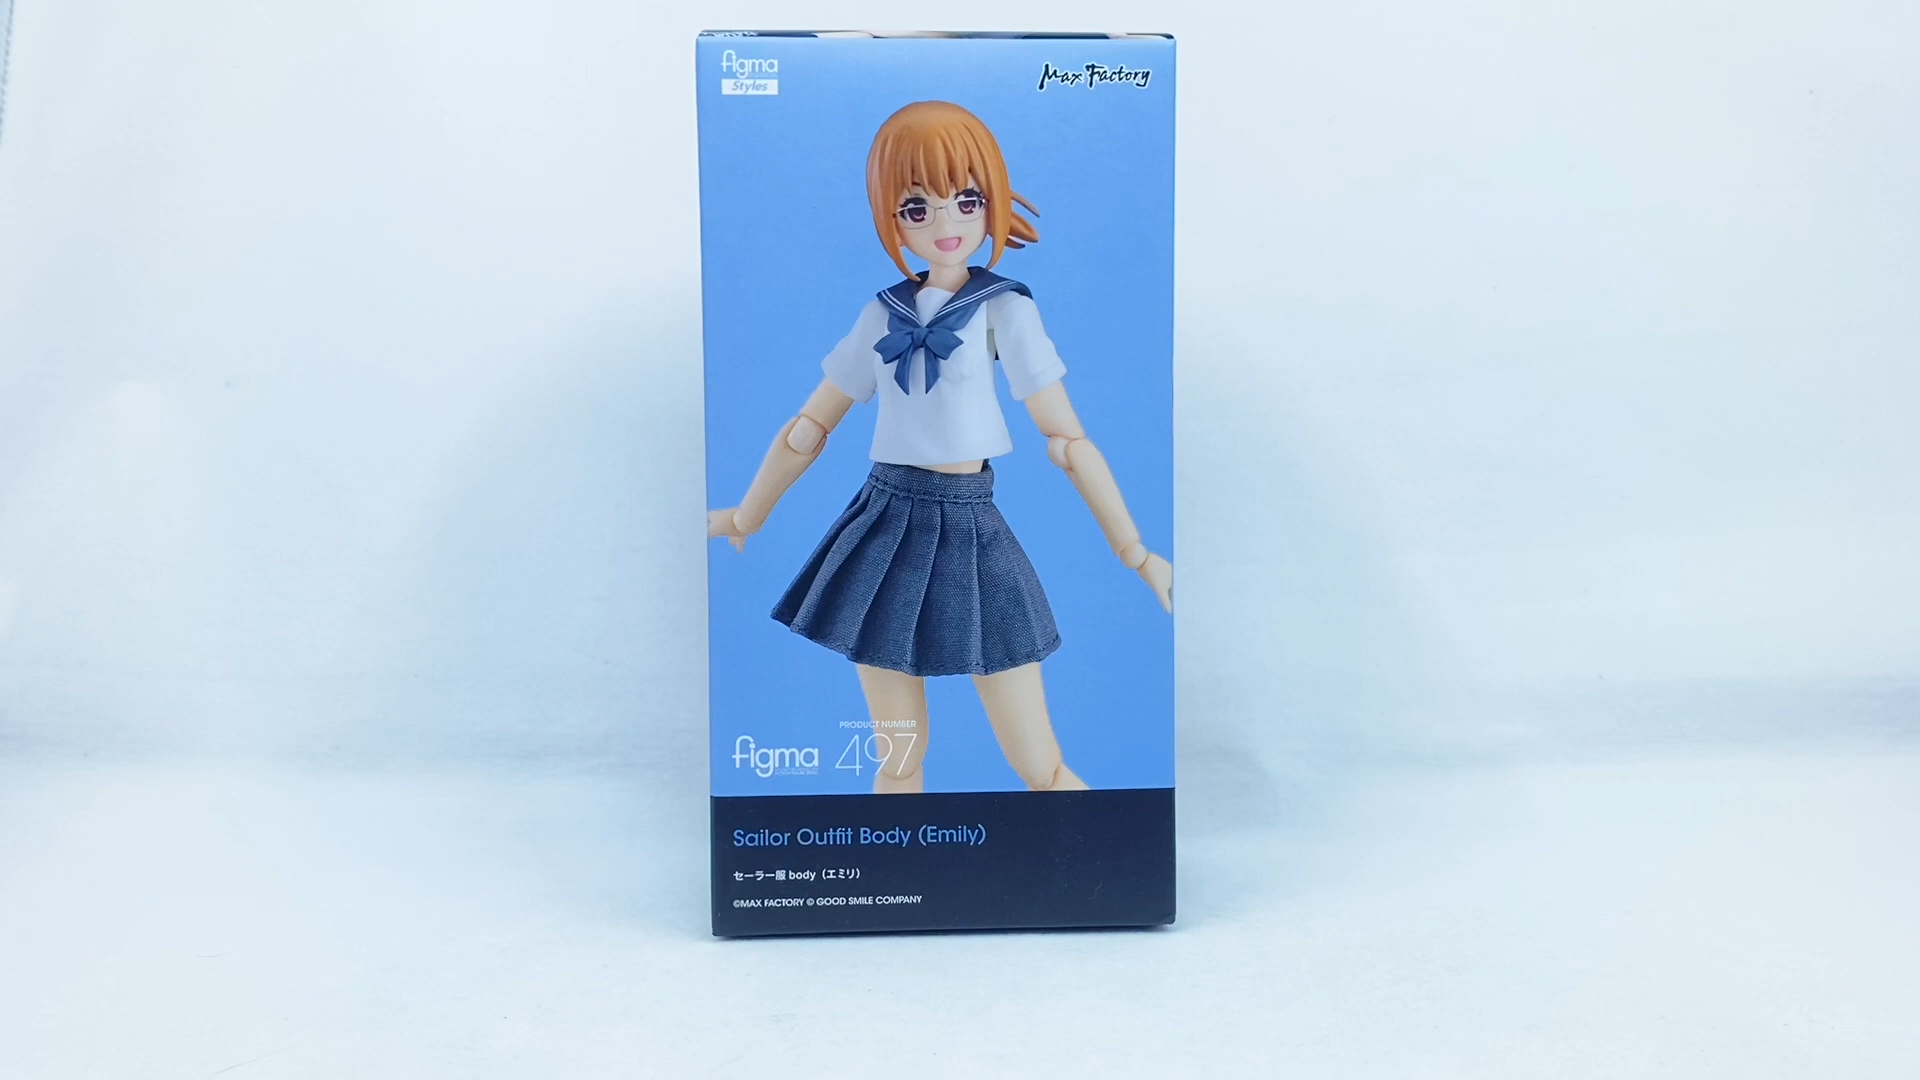 figma
Styles
Max Factory
PRODUCT NUMBER
figma 497
Sailor Outfit Body (Emily)
セーラー服 body（エミリ）
©MAX FACTORY © GOOD SMILE COMPANY